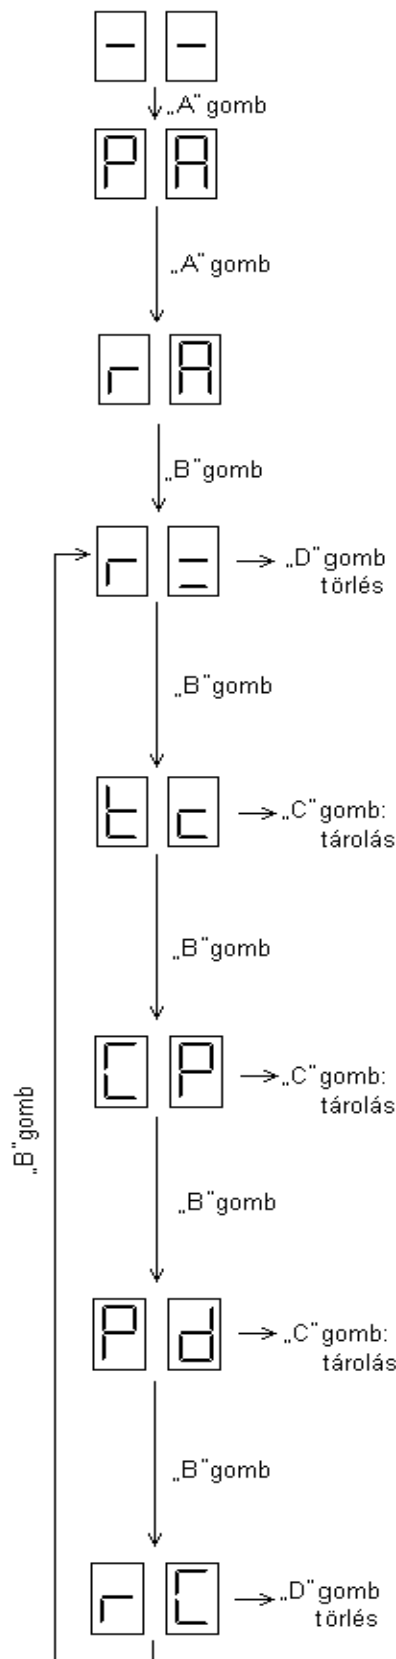 – –
„A” gomb
P A
„A” gomb
r A
„B” gomb
r =
„D” gomb
törlés
„B” gomb
t c
„C” gomb:
tárolás
„B” gomb
C P
„C” gomb:
tárolás
„B” gomb
„B” gomb
P d
„C” gomb:
tárolás
„B” gomb
r C
„D” gomb
törlés